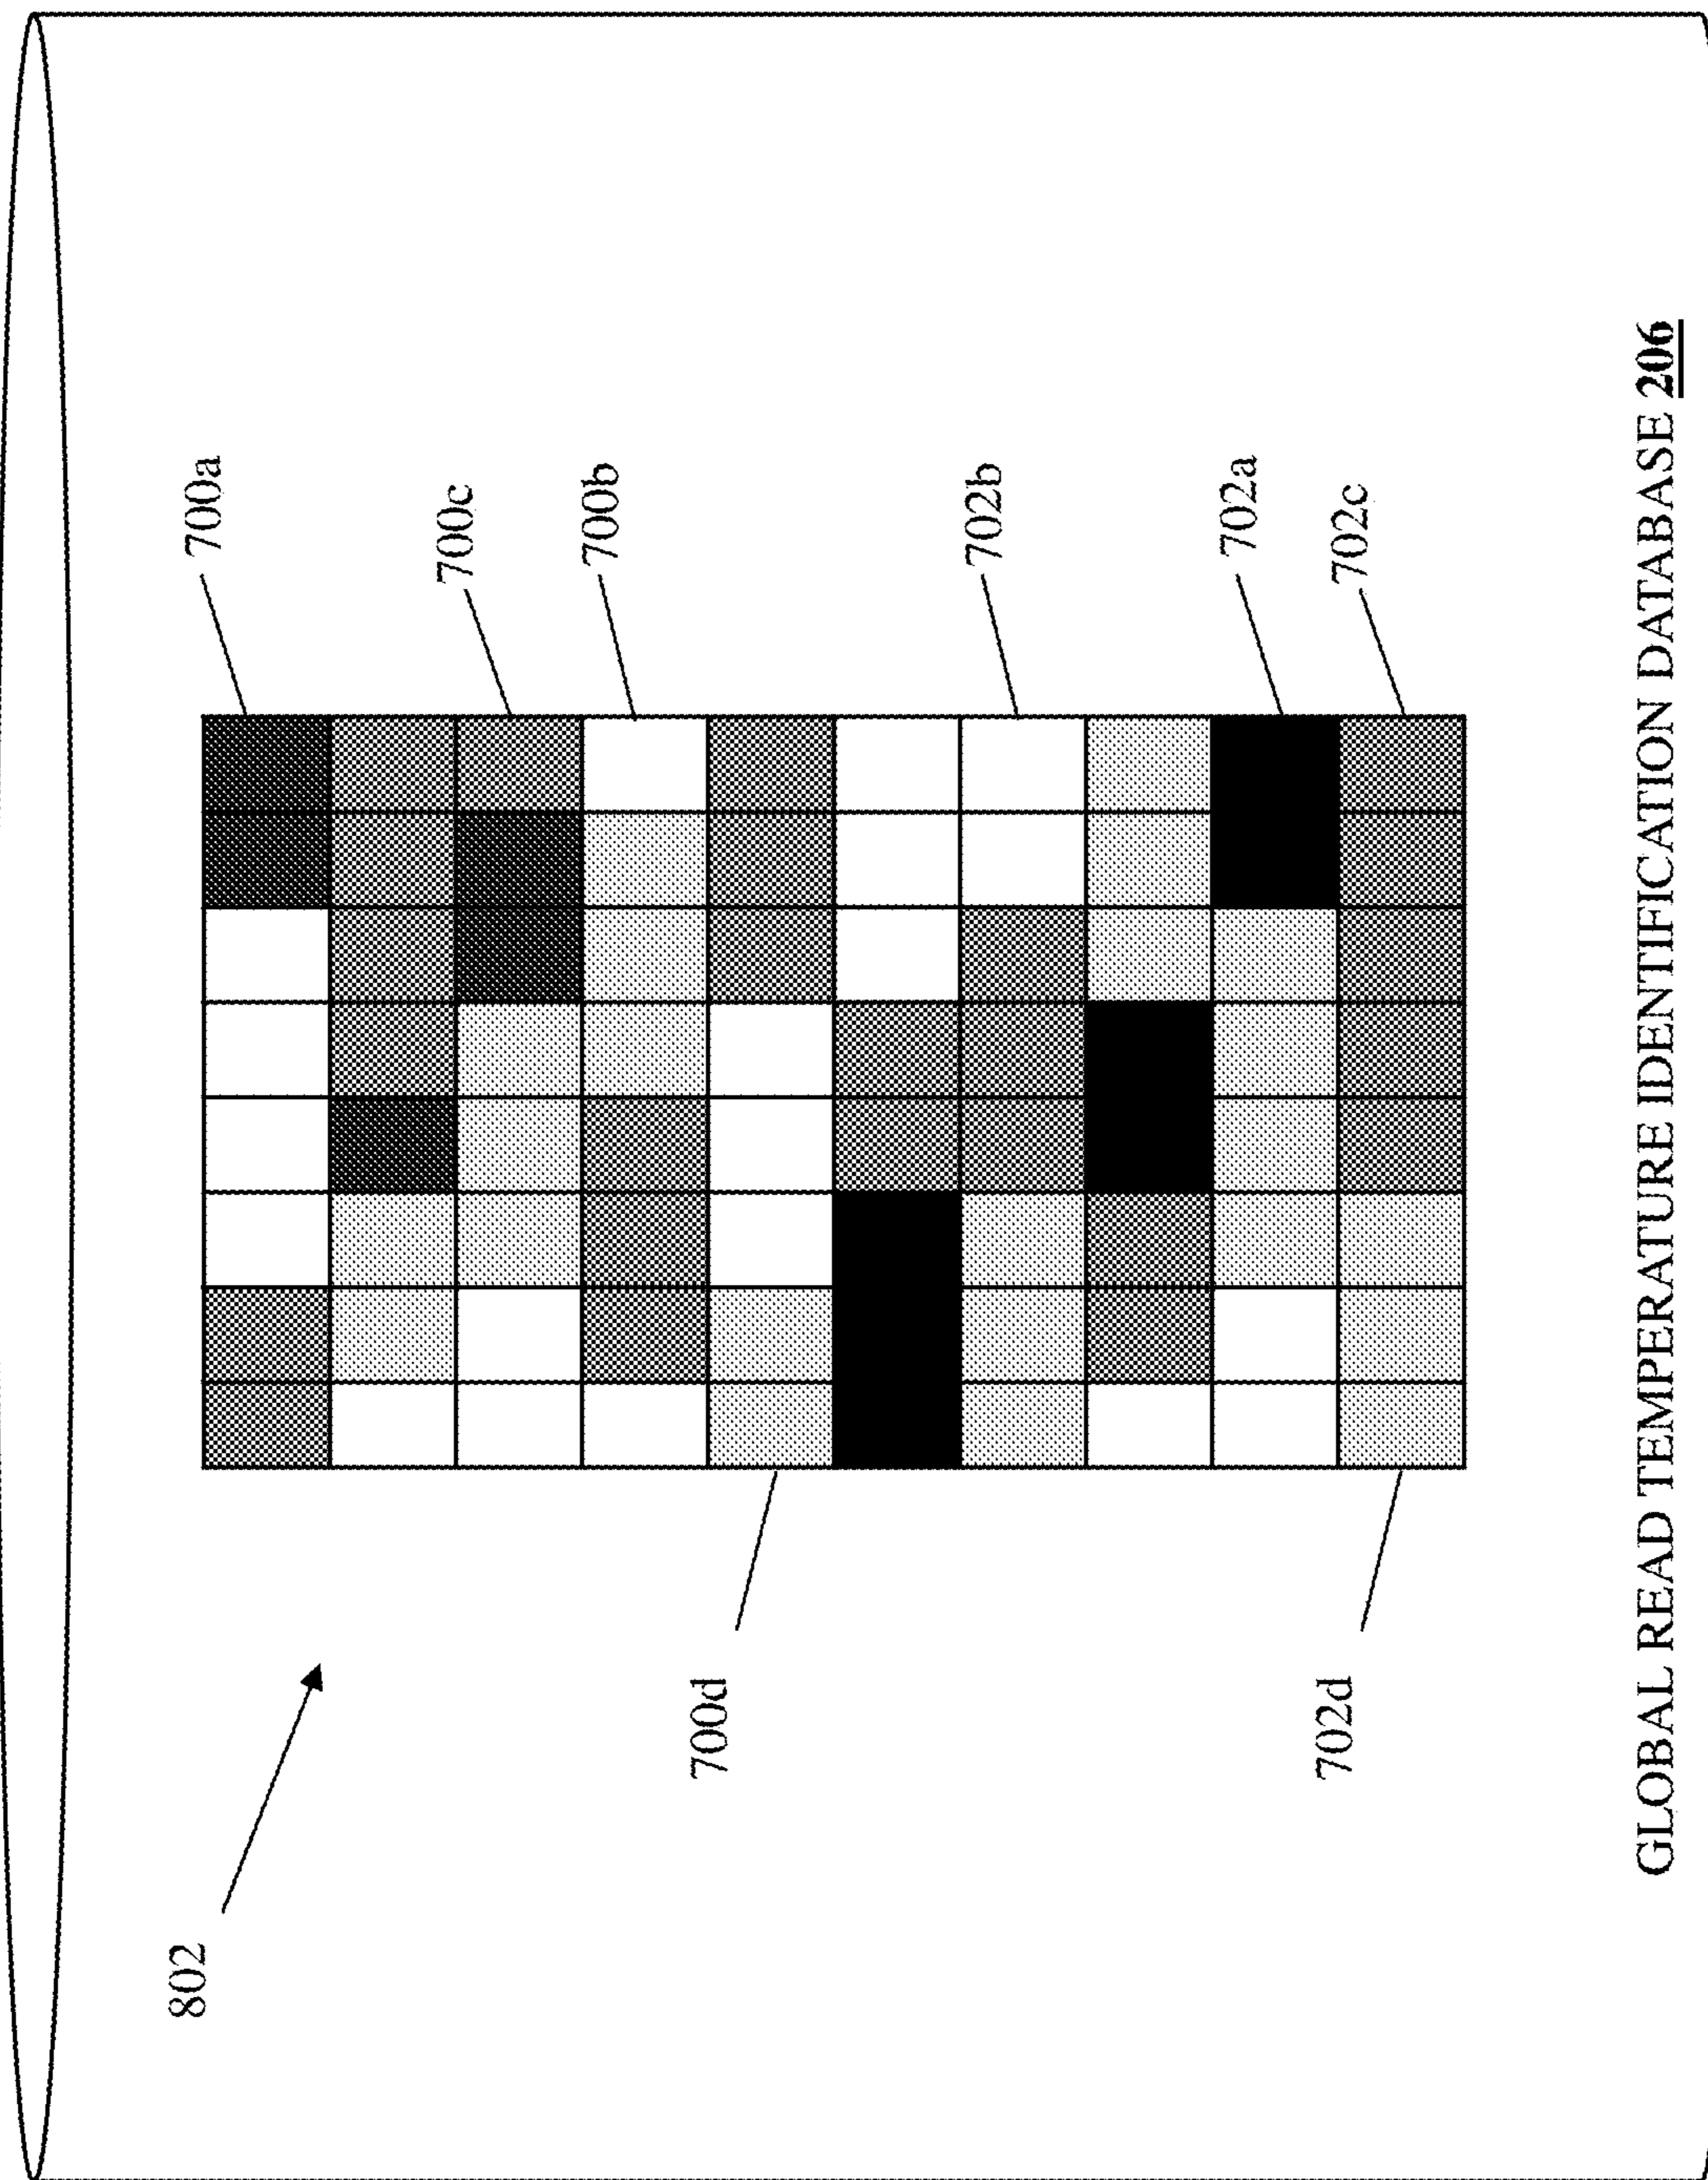 802
700a
700c
700b
700d
702b
702a
702d
702c
GLOBAL READ TEMPERATURE IDENTIFICATION DATABASE 206